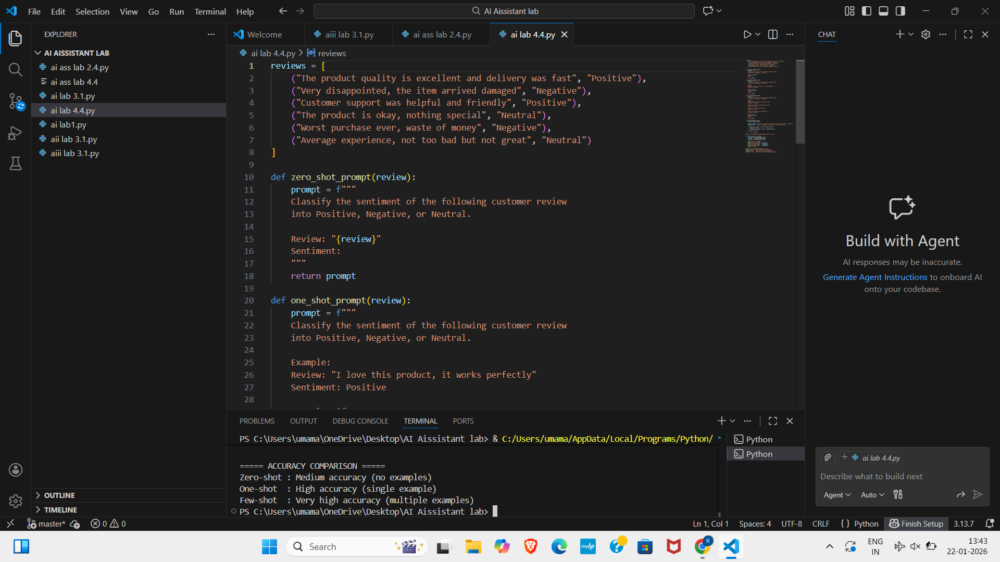 File Edit Selection View Go Run Terminal Help
AI Aissistant lab
EXPLORER
AI AISSISTANT LAB
ai ass lab 2.4.py
ai ass lab 4.4
ai lab 3.1.py
ai lab 4.4.py
ai lab1.py
aii lab 3.1.py
aiii lab 3.1.py
OUTLINE
TIMELINE
Welcome
aiii lab 3.1.py
ai ass lab 2.4.py
ai lab 4.4.py
ai lab 4.4.py > reviews
1 reviews = [
2 ("The product quality is excellent and delivery was fast", "Positive"),
3 ("Very disappointed, the item arrived damaged", "Negative"),
4 ("Customer support was helpful and friendly", "Positive"),
5 ("The product is okay, nothing special", "Neutral"),
6 ("Worst purchase ever, waste of money", "Negative"),
7 ("Average experience, not too bad but not great", "Neutral")
8 ]
9
10 def zero_shot_prompt(review):
11 prompt = f"""
12 Classify the sentiment of the following customer review
13 into Positive, Negative, or Neutral.
14
15 Review: "{review}"
16 Sentiment:
17 """
18 return prompt
19
20 def one_shot_prompt(review):
21 prompt = f"""
22 Classify the sentiment of the following customer review
23 into Positive, Negative, or Neutral.
24
25 Example:
26 Review: "I love this product, it works perfectly"
27 Sentiment: Positive
28
PROBLEMS OUTPUT DEBUG CONSOLE TERMINAL PORTS
PS C:\Users\umama\OneDrive\Desktop\AI Aissistant lab> & C:/Users/umama/AppData/Local/Programs/Python/
===== ACCURACY COMPARISON =====
Zero-shot : Medium accuracy (no examples)
One-shot  : High accuracy (single example)
Few-shot  : Very high accuracy (multiple examples)
PS C:\Users\umama\OneDrive\Desktop\AI Aissistant lab>
Python
Python
CHAT
Build with Agent
AI responses may be inaccurate.
Generate Agent Instructions to onboard AI
onto your codebase.
ai lab 4.4.py
Describe what to build next
Agent Auto
master* 0 0
Ln 1, Col 1 Spaces: 4 UTF-8 CRLF { } Python Finish Setup 3.13.7
Search
myhp
K
ENG
IN
13:43
22-01-2026